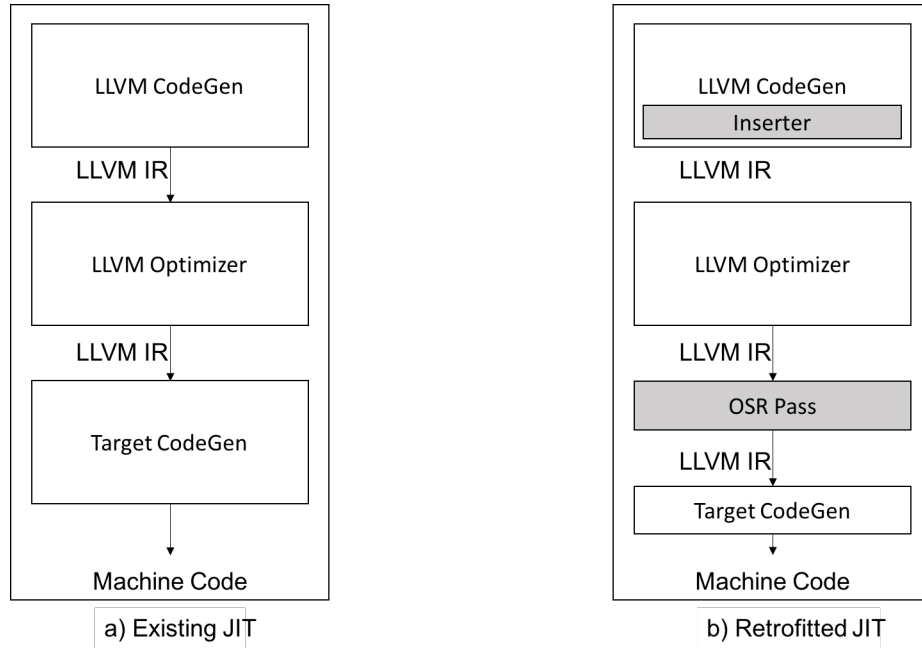 LLVM CodeGen
LLVM IR
LLVM Optimizer
LLVM IR
Target CodeGen
Machine Code
a) Existing JIT
LLVM CodeGen
Inserter
LLVM IR
LLVM Optimizer
LLVM IR
OSR Pass
LLVM IR
Target CodeGen
Machine Code
b) Retrofitted JIT